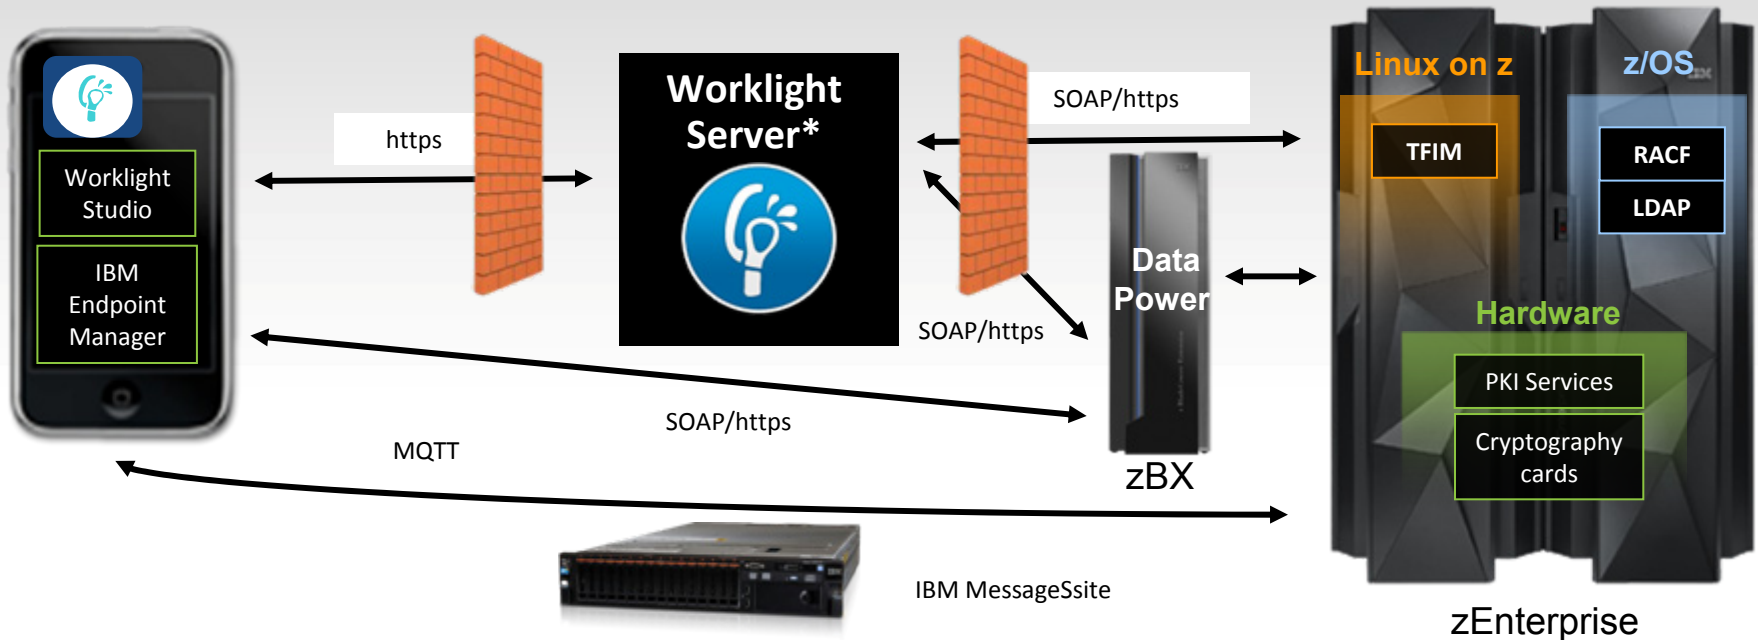 Worklight
Studio
IBM
Endpoint
Manager
https
Worklight
Server*
SOAP/https
SOAP/https
SOAP/https
MQTT
IBM MessageSsite
Data
Power
zBX
Linux on z
TFIM
z/OS
IBM
RACF
LDAP
Hardware
PKI Services
Cryptography
cards
zEnterprise